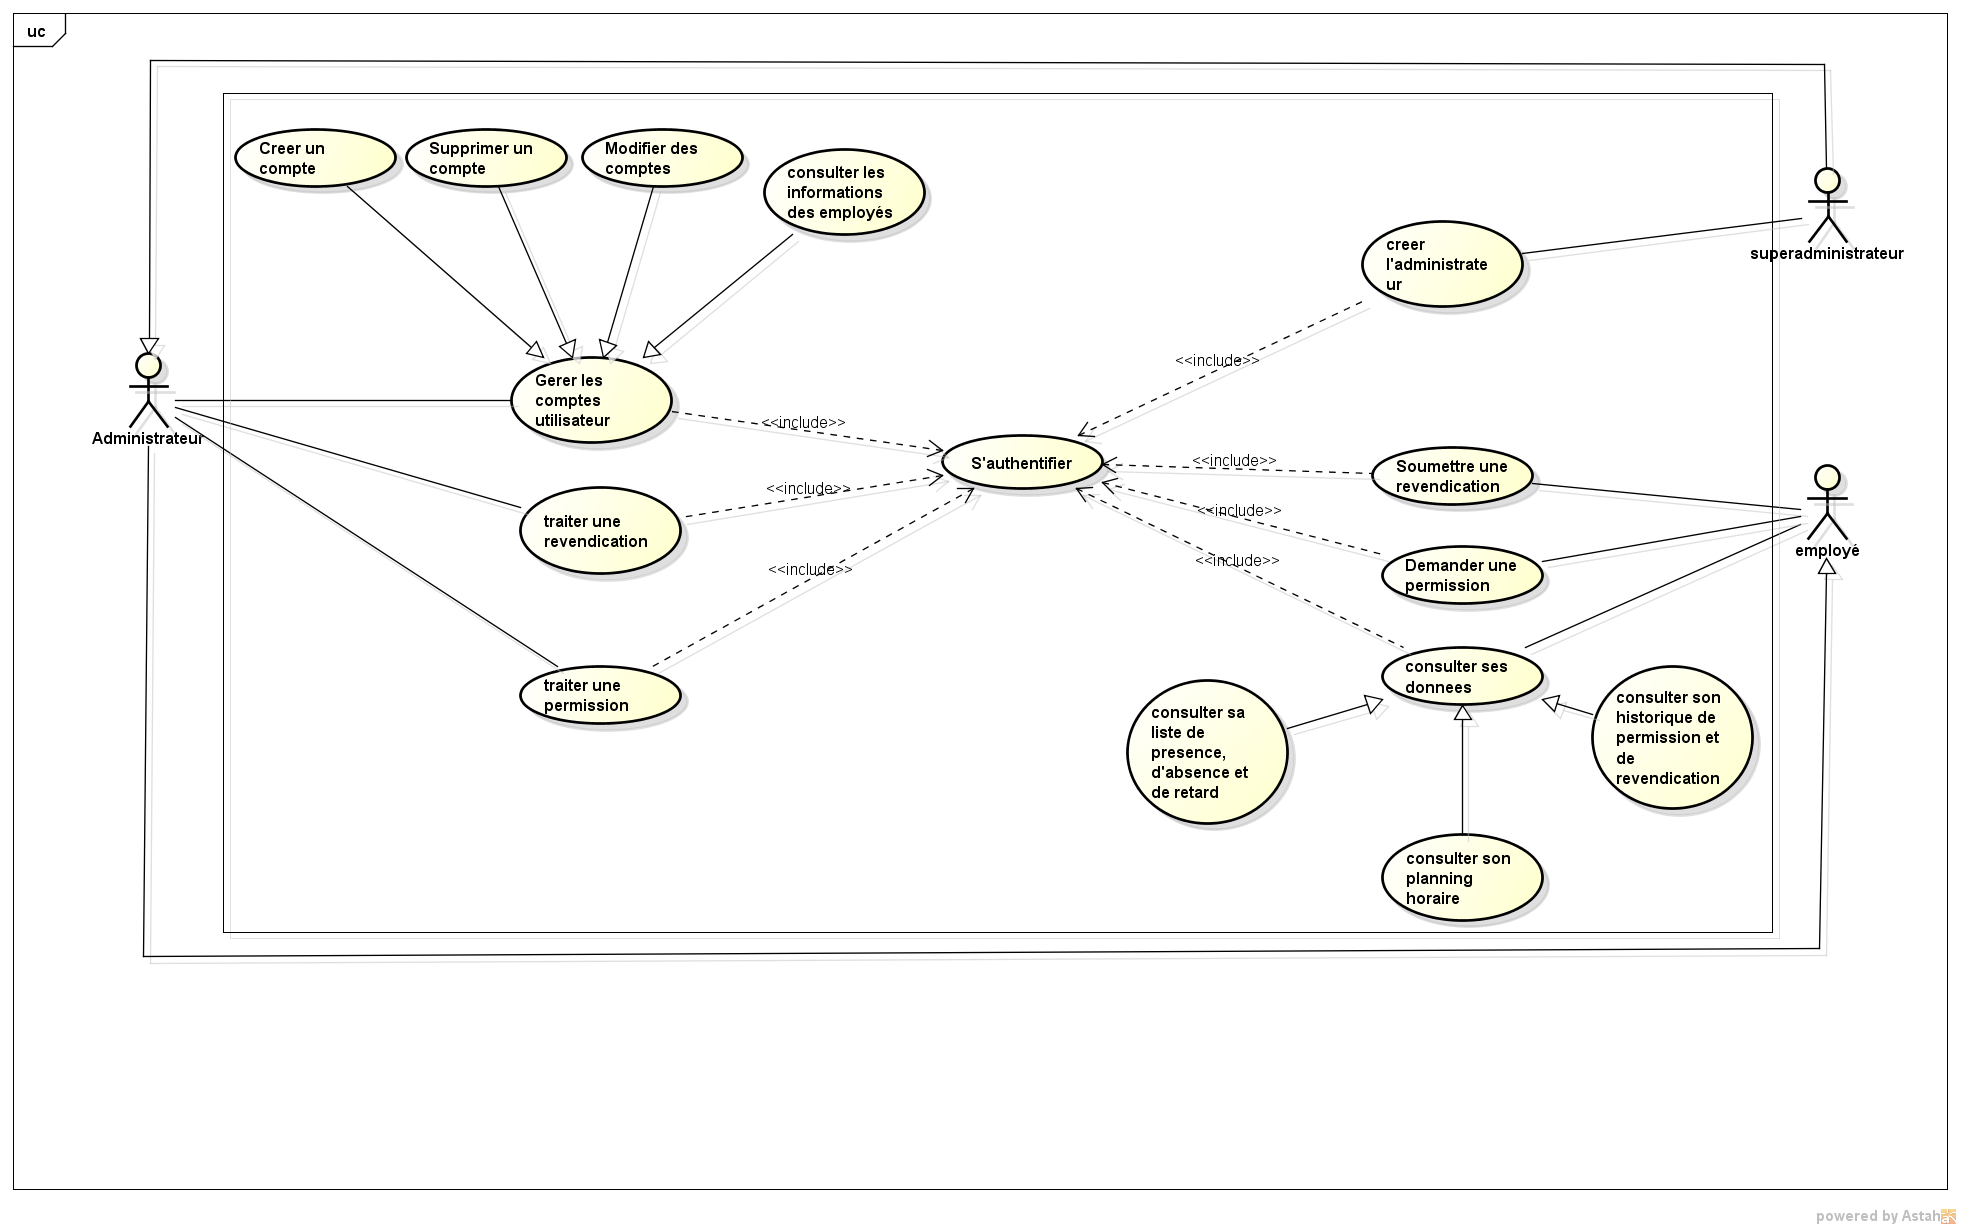 uc
Creer un
compte
Supprimer un
compte
Modifier des
comptes
consulter les
informations
des employés
creer
l'administrate
ur
superadministrateur
Administrateur
Gerer les
comptes
utilisateur
<<include>>
<<include>>
<<include>>
<<include>>
<<include>>
<<include>>
<<include>>
S'authentifier
Soumettre une
revendication
traiter une
revendication
employé
Demander une
permission
traiter une
permission
consulter ses
donnees
consulter sa
liste de
presence,
d'absence et
de retard
consulter son
historique de
permission et
de
revendication
consulter son
planning
horaire
powered by Astah